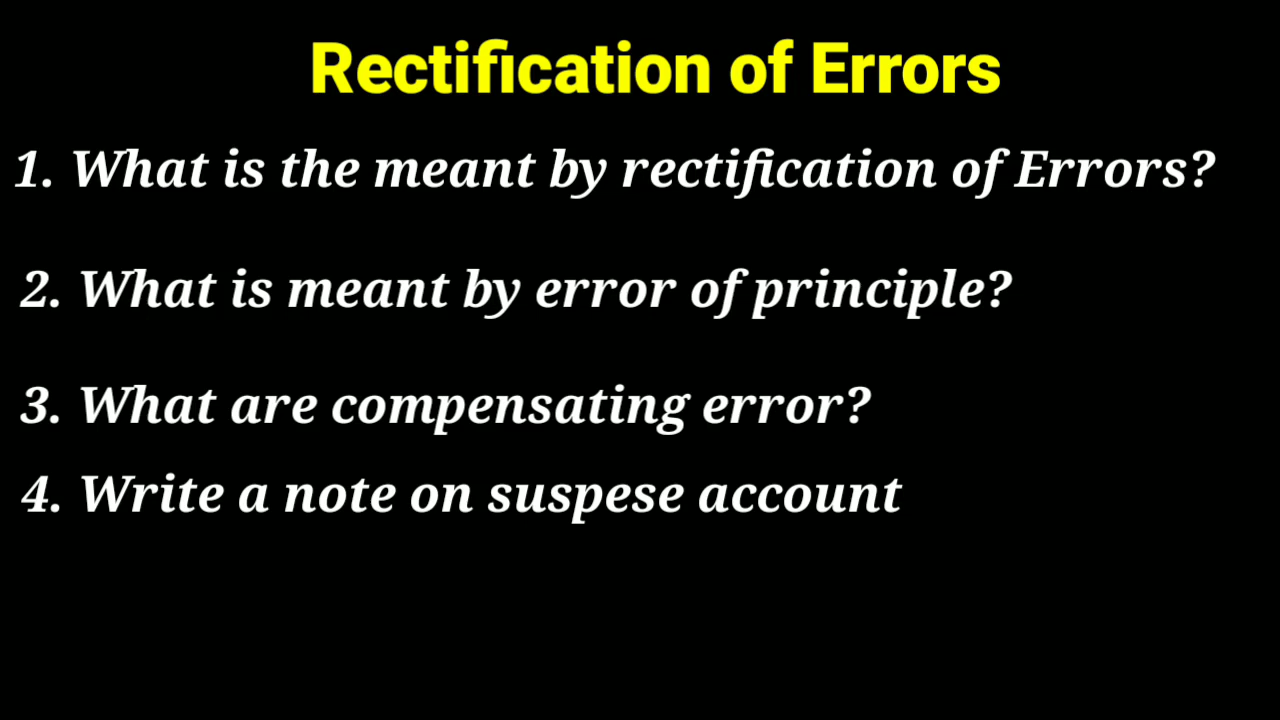 Rectification of Errors
1. What is the meant by rectification of Errors?
2. What is meant by error of principle?
3. What are compensating error?
4. Write a note on suspese account